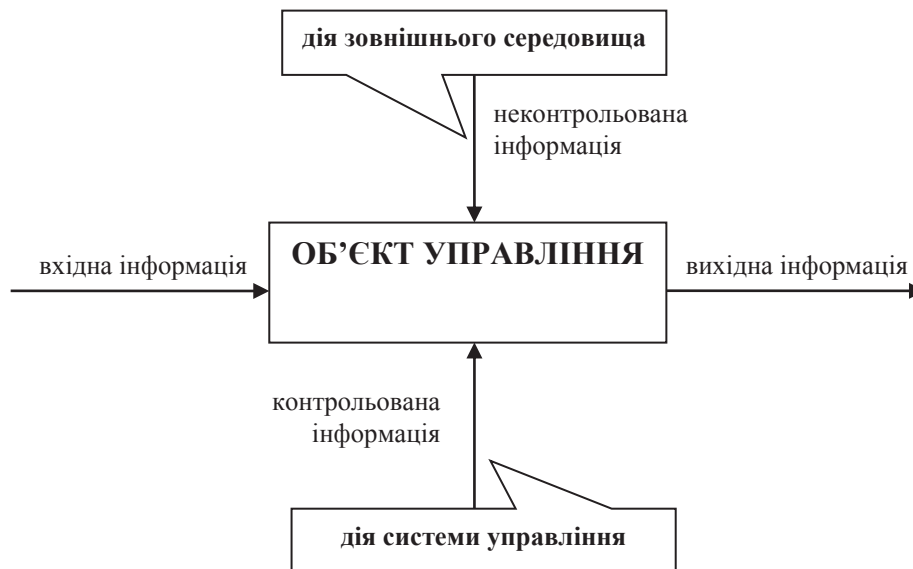 дія зовнішнього середовища
неконтрольована
інформація
ОБ’ЄКТ УПРАВЛІННЯ
вхідна інформація
вихідна інформація
контрольована
інформація
дія системи управління